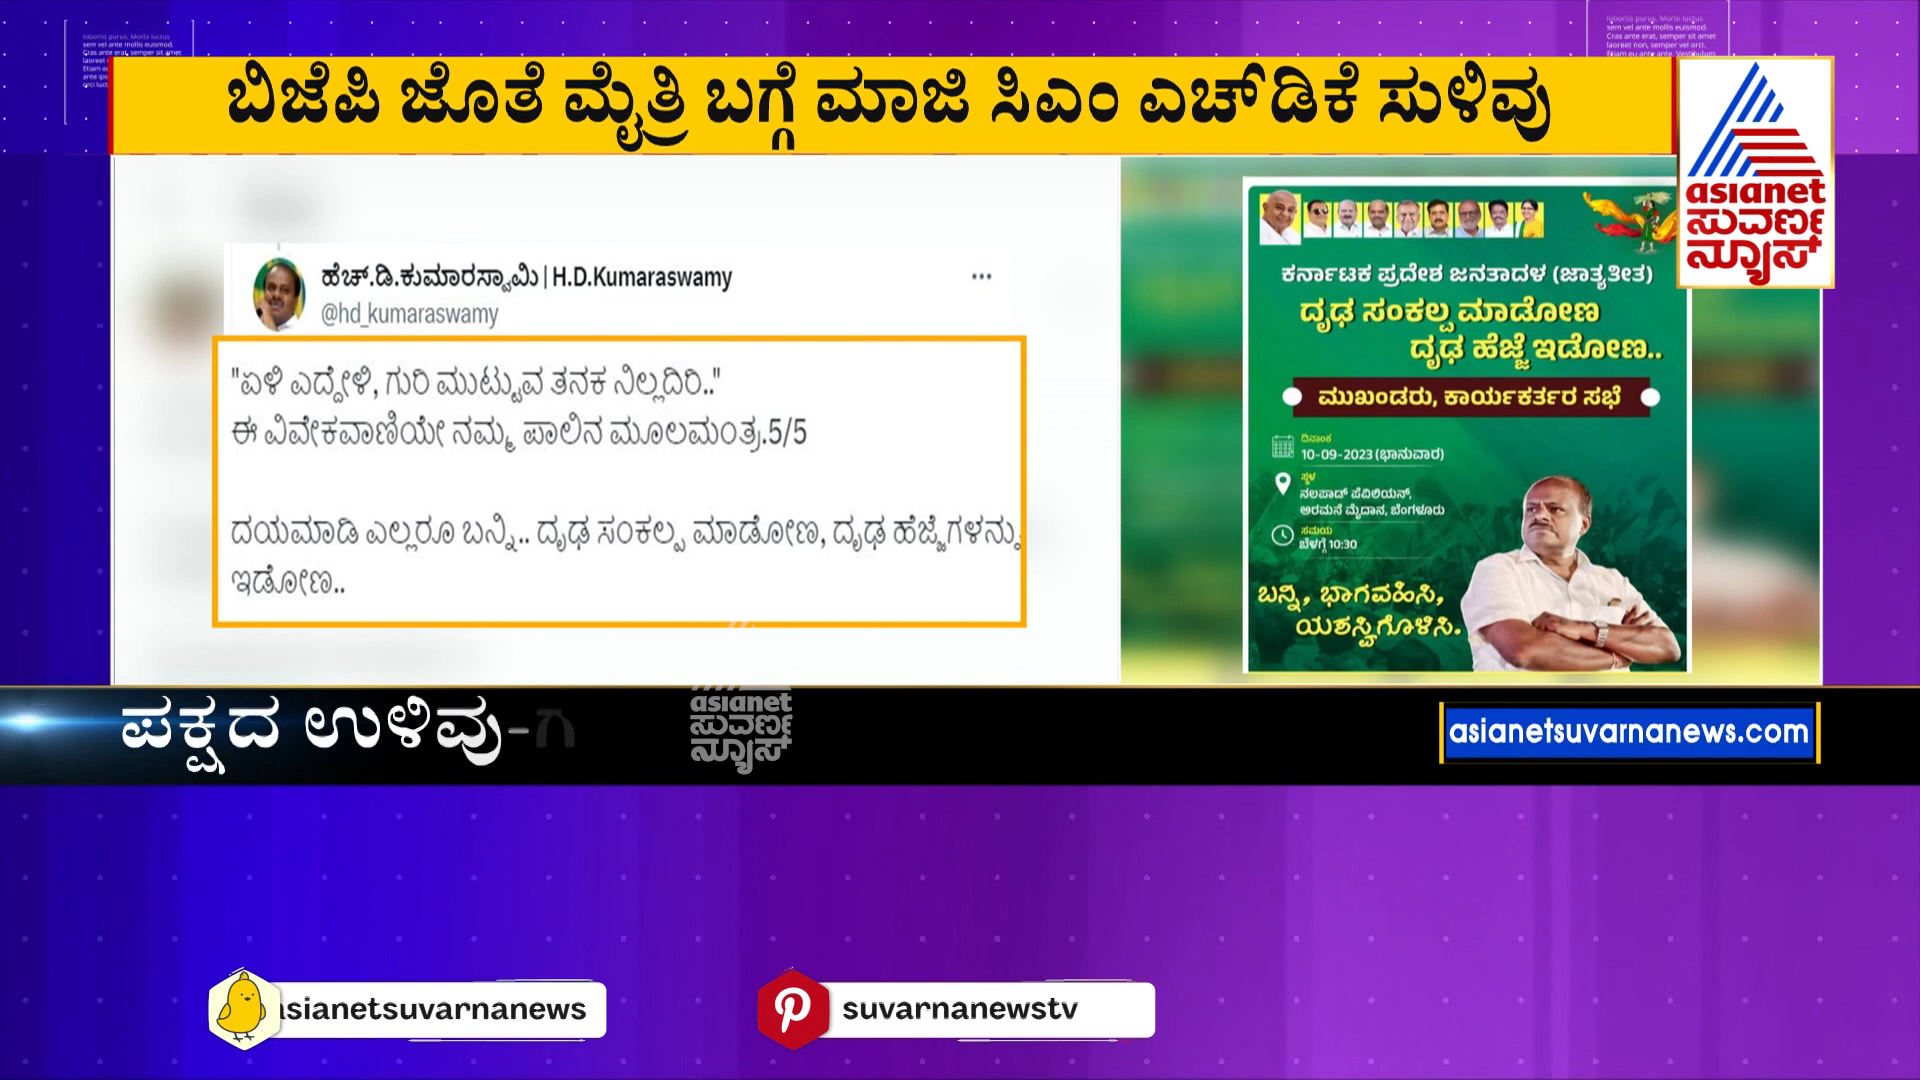 ಬಿಜೆಪಿ ಜೊತೆ ಮೈತ್ರಿ ಬಗ್ಗೆ ಮಾಜಿ ಸಿಎಂ ಎಚ್‌ಡಿಕೆ ಸುಳಿವು
asianet
ಸುವರ್ಣ
ನ್ಯೂಸ್
ಹೆಚ್.ಡಿ.ಕುಮಾರಸ್ವಾಮಿ | H.D.Kumaraswamy
@hd_kumaraswamy
"ಏಳಿ ಎದ್ದೇಳಿ, ಗುರಿ ಮುಟ್ಟುವ ತನಕ ನಿಲ್ಲದಿರಿ.."
ಈ ವಿವೇಕವಾಣಿಯೇ ನಮ್ಮ ಪಾಲಿನ ಮೂಲಮಂತ್ರ.5/5
ದಯಮಾಡಿ ಎಲ್ಲರೂ ಬನ್ನಿ.. ದೃಢ ಸಂಕಲ್ಪ ಮಾಡೋಣ, ದೃಢ ಹೆಜ್ಜೆಗಳನ್ನು
ಇಡೋಣ..
ಕರ್ನಾಟಕ ಪ್ರದೇಶ ಜನತಾದಳ (ಜಾತ್ಯತೀತ)
ದೃಢ ಸಂಕಲ್ಪ ಮಾಡೋಣ
ದೃಢ ಹೆಜ್ಜೆ ಇಡೋಣ..
ಮುಖಂಡರು, ಕಾರ್ಯಕರ್ತರ ಸಭೆ
ದಿನಾಂಕ
10-09-2023 (ಭಾನುವಾರ)
ಸ್ಥಳ
ನಲಪಾಡ್ ಪೆವಿಲಿಯನ್,
ಅರಮನೆ ಮೈದಾನ, ಬೆಂಗಳೂರು
ಸಮಯ
ಬೆಳಗ್ಗೆ 10:30
ಬನ್ನಿ, ಭಾಗವಹಿಸಿ,
ಯಶಸ್ವಿಗೊಳಿಸಿ.
ಪಕ್ಷದ ಉಳಿವು-ಗಿ
asianet
ಸುವರ್ಣ
ನ್ಯೂಸ್
asianetsuvarnanews.com
asianetsuvarnanews
suvarnanewstv